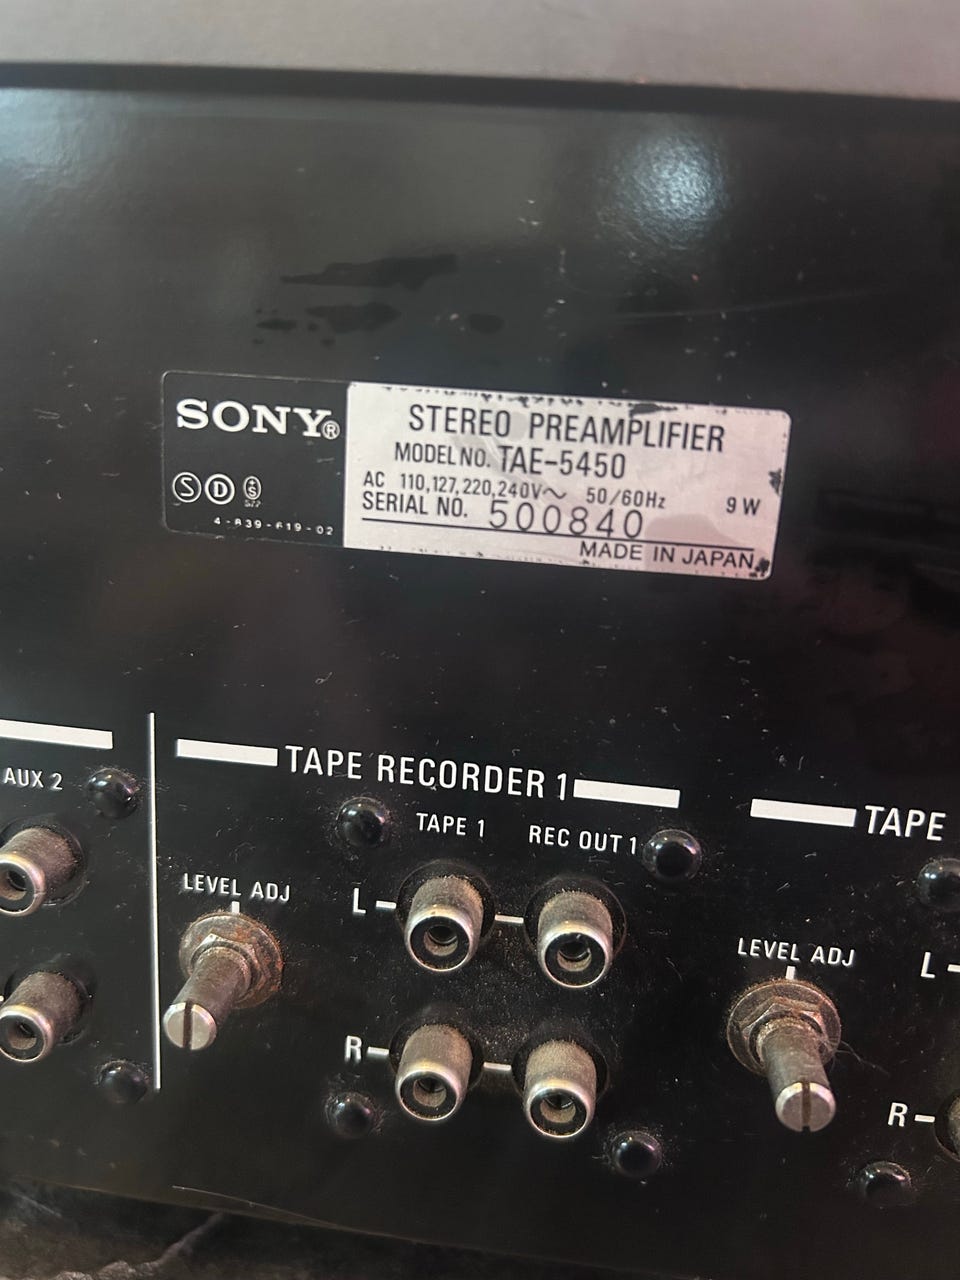 SONY®
S D S
4-839-619-02
STEREO PREAMPLIFIER
MODEL NO. TAE-5450
AC 110,127,220,240V~ 50/60Hz 9W
SERIAL NO. 500840
MADE IN JAPAN
AUX 2
TAPE RECORDER 1
TAPE 1 REC OUT 1
LEVEL ADJ
L
R
TAPE
LEVEL ADJ
L
R